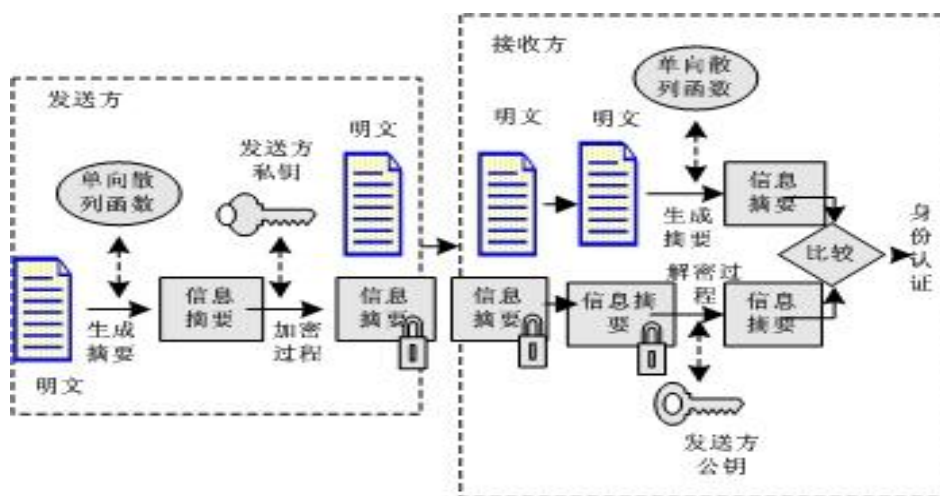 发送方
单向散
列函数
发送方
私钥
明文
生成
摘要
信息
摘要
加密
过程
信息
摘要
明文
接收方
单向散
列函数
明文
明文
生成
摘要
信息
摘要
信息
摘要
信息摘
要
解密过
程
信息
摘要
比较
身
份
认
证
发送方
公钥